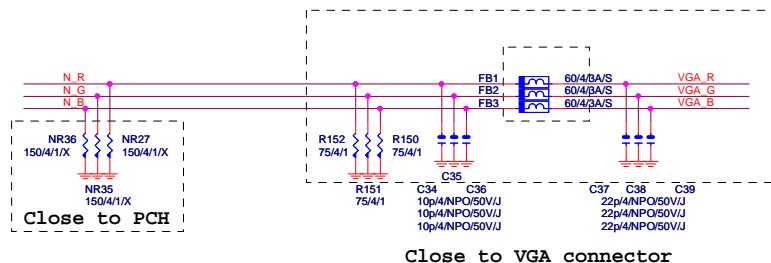 N_R
N_G
N_B
FB1
FB2
FB3
60/4/3A/S
60/4/3A/S
60/4/3A/S
VGA_R
VGA_G
VGA_B
NR36
150/4/1/X
NR27
150/4/1/X
NR35
150/4/1/X
Close to PCH
R152
75/4/1
R150
75/4/1
R151
75/4/1
C35
C34
C36
10p/4/NPO/50V/J
10p/4/NPO/50V/J
10p/4/NPO/50V/J
C37
C38
C39
22p/4/NPO/50V/J
22p/4/NPO/50V/J
22p/4/NPO/50V/J
Close to VGA connector